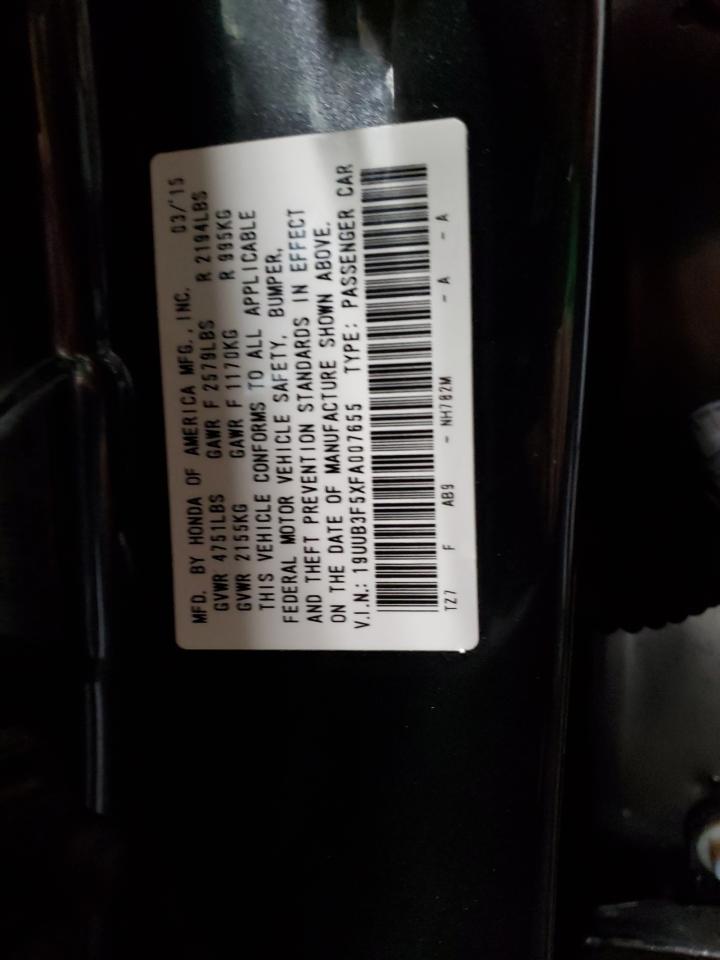 MFD. BY HONDA OF AMERICA MFG., INC. 03/'15
GVWR 4751LBS GAWR F 2579LBS R 2194LBS
GVWR 2155KG GAWR F 1170KG R 995KG
THIS VEHICLE CONFORMS TO ALL APPLICABLE
FEDERAL MOTOR VEHICLE SAFETY, BUMPER,
AND THEFT PREVENTION STANDARDS IN EFFECT
ON THE DATE OF MANUFACTURE SHOWN ABOVE.
V.I.N.: 19UUB3F5XFA007655 TYPE: PASSENGER CAR
TZ7 F AB9 - NH782M - A - A